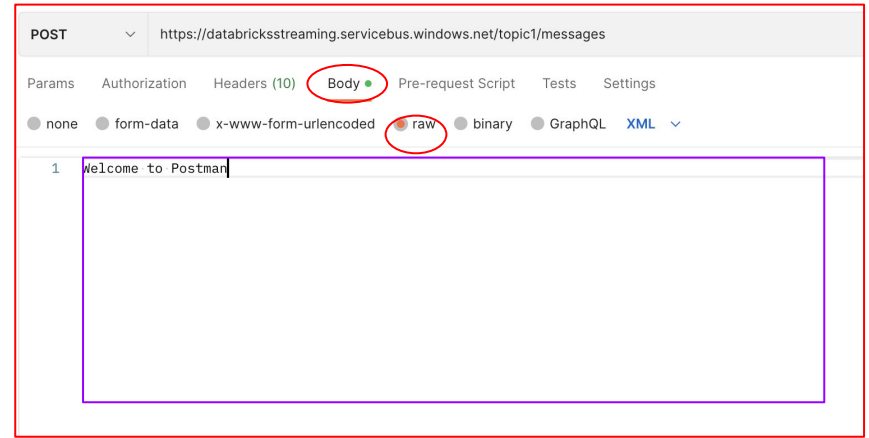 POST https://databricksstreaming.servicebus.windows.net/topic1/messages
Params Authorization Headers (10) Body Pre-request Script Tests Settings
none form-data x-www-form-urlencoded raw binary GraphQL XML
1 Welcome to Postman